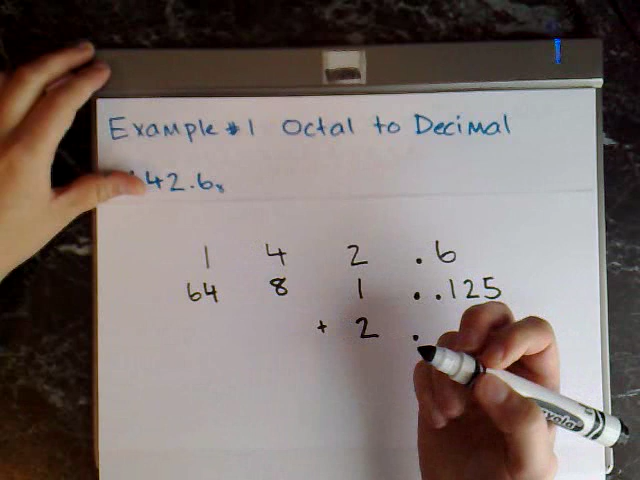 Example #1 Octal to Decimal
42.6₈
1 4 2 .6
64 8 1 ..125
+ 2 .